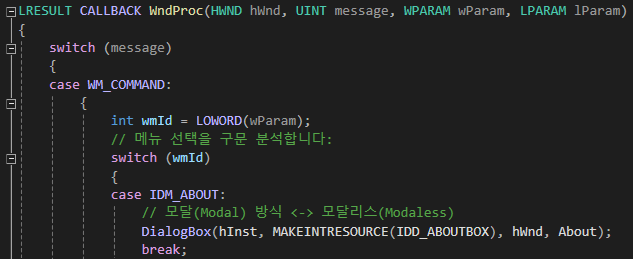 LRESULT CALLBACK WndProc(HWND hWnd, UINT message, WPARAM wParam, LPARAM lParam)
{
    switch (message)
    {
    case WM_COMMAND:
        {
            int wmId = LOWORD(wParam);
            // 메뉴 선택을 구문 분석합니다:
            switch (wmId)
            {
            case IDM_ABOUT:
                // 모달(Modal) 방식 <-> 모달리스(Modaless)
                DialogBox(hInst, MAKEINTRESOURCE(IDD_ABOUTBOX), hWnd, About);
                break;